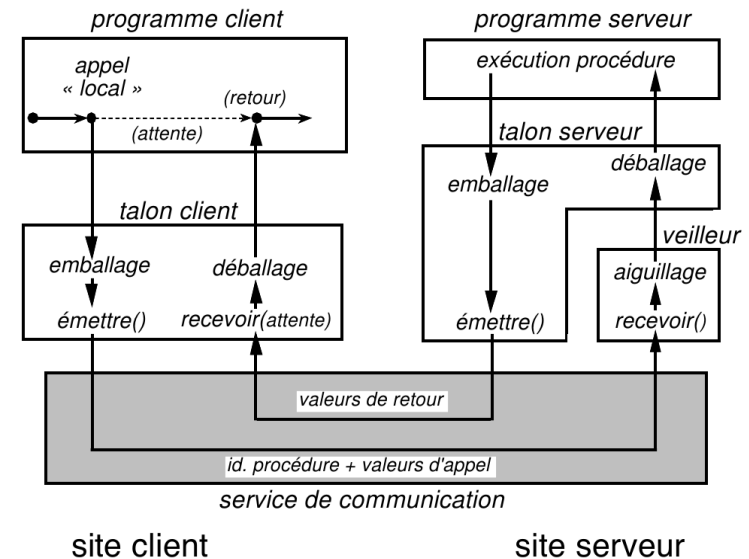 programme client
programme serveur
appel
« local »
(retour)
(attente)
exécution procédure
talon serveur
emballage
déballage
talon client
emballage
déballage
émettre()
recevoir(attente)
veilleur
aiguillage
émettre()
recevoir()
valeurs de retour
id. procédure + valeurs d'appel
service de communication
site client
site serveur